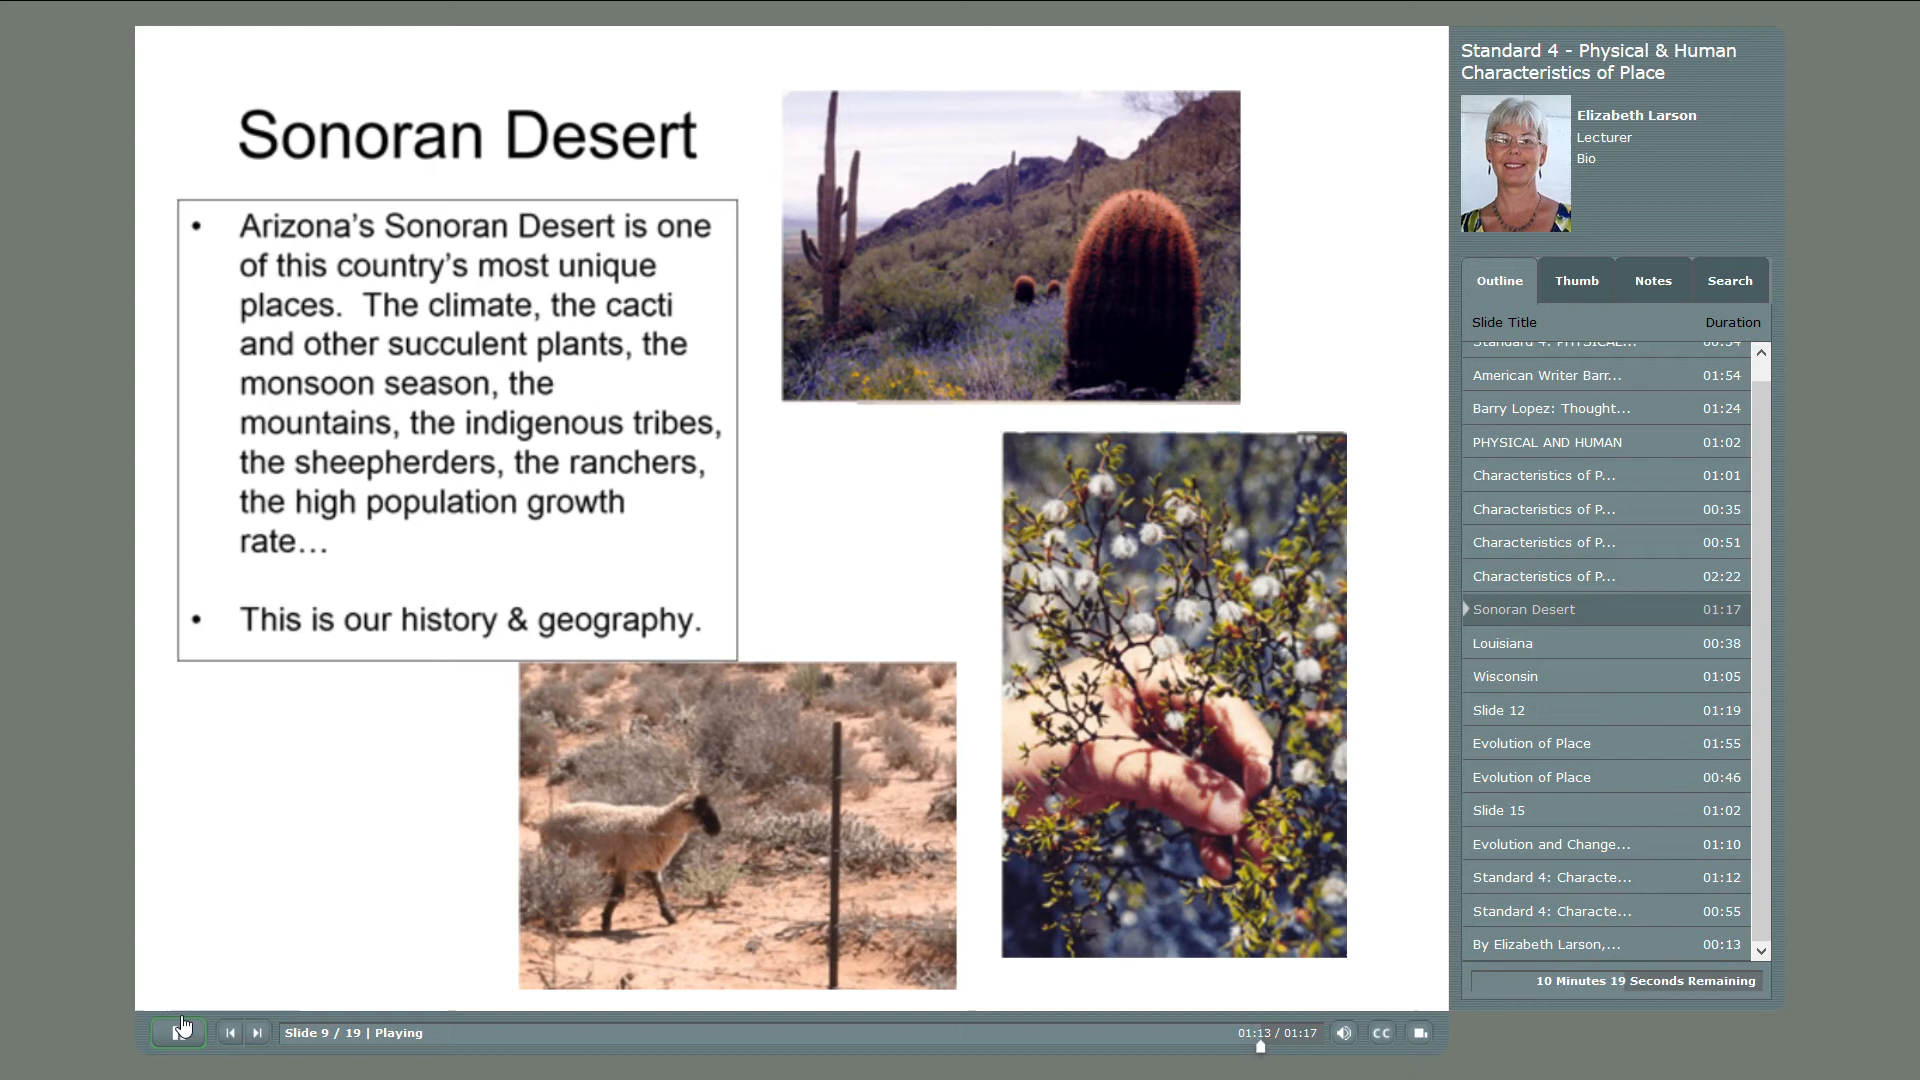 Sonoran Desert
• Arizona’s Sonoran Desert is one
of this country’s most unique
places. The climate, the cacti
and other succulent plants, the
monsoon season, the
mountains, the indigenous tribes,
the sheepherders, the ranchers,
the high population growth
rate…
• This is our history & geography.
Standard 4 - Physical & Human
Characteristics of Place
Elizabeth Larson
Lecturer
Bio
Outline Thumb Notes Search
Slide Title Duration
Standard 4: PHYSICAL... 00:34
American Writer Barr... 01:54
Barry Lopez: Thought... 01:24
PHYSICAL AND HUMAN 01:02
Characteristics of P... 01:01
Characteristics of P... 00:35
Characteristics of P... 00:51
Characteristics of P... 02:22
Sonoran Desert 01:17
Louisiana 00:38
Wisconsin 01:05
Slide 12 01:19
Evolution of Place 01:55
Evolution of Place 00:46
Slide 15 01:02
Evolution and Change... 01:10
Standard 4: Characte... 01:12
Standard 4: Characte... 00:55
By Elizabeth Larson,... 00:13
10 Minutes 19 Seconds Remaining
Slide 9 / 19 | Playing 01:13 / 01:17 CC